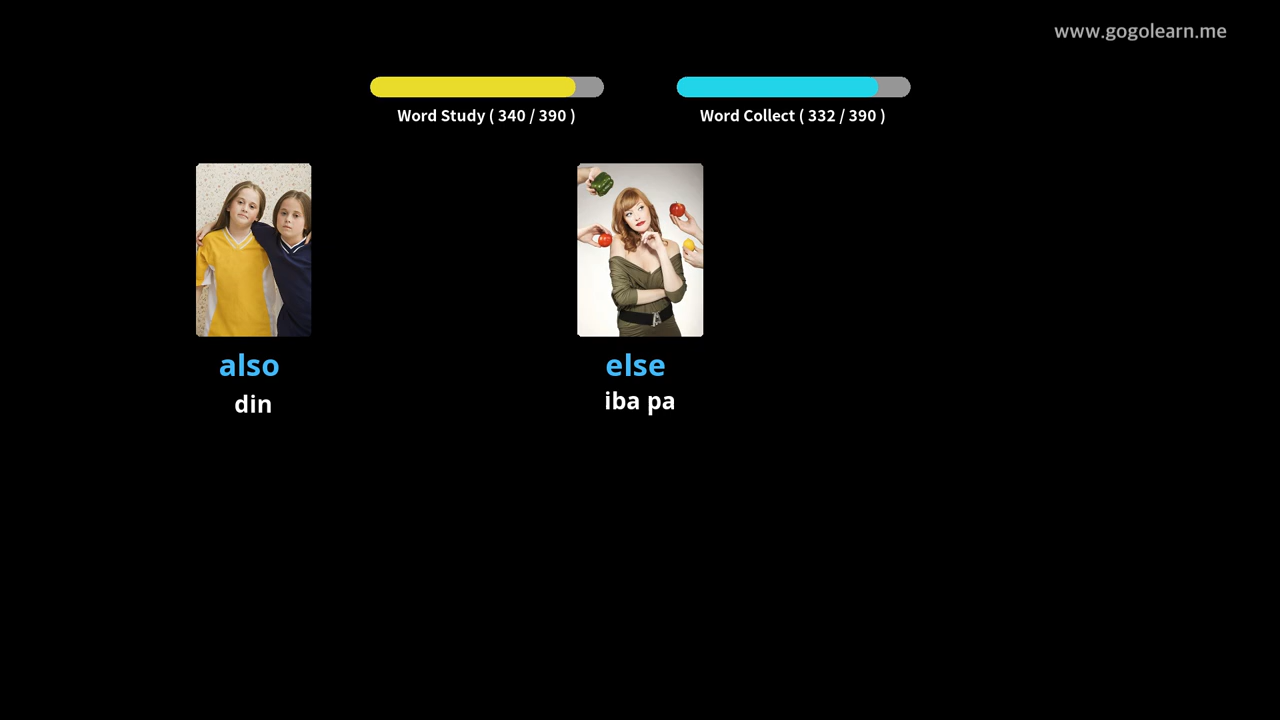 www.gogolearn.me
Word Study ( 340 / 390 )
Word Collect ( 332 / 390 )
also
din
else
iba pa